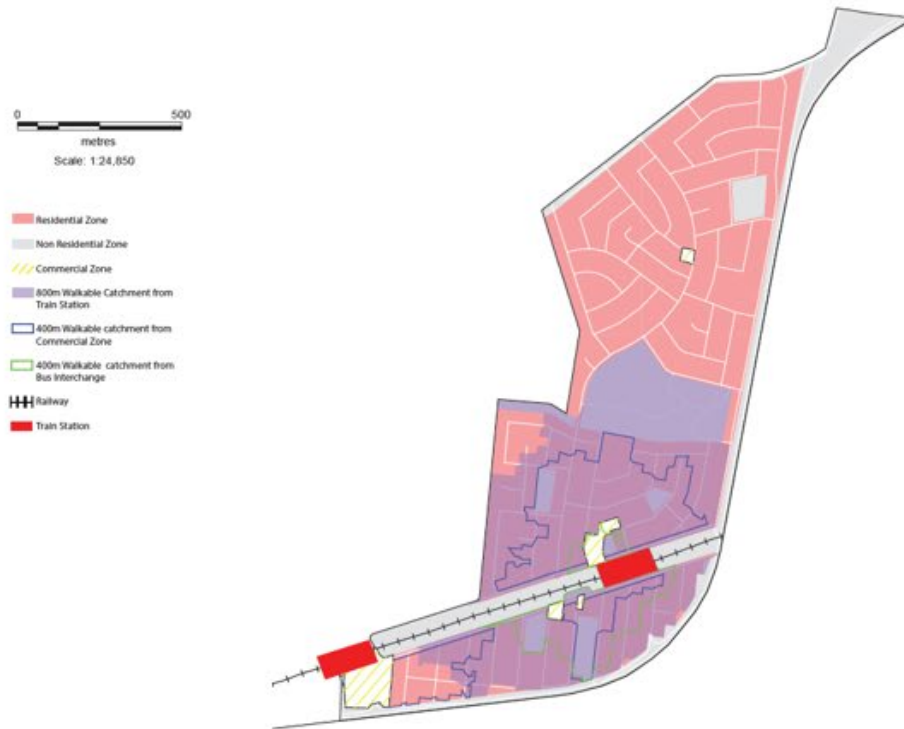 0 500
metres
Scale: 1:24,850
Residential Zone
Non Residential Zone
Commercial Zone
800m Walkable Catchment from
Train Station
400m Walkable catchment from
Commercial Zone
400m Walkable catchment from
Bus Interchange
Railway
Train Station